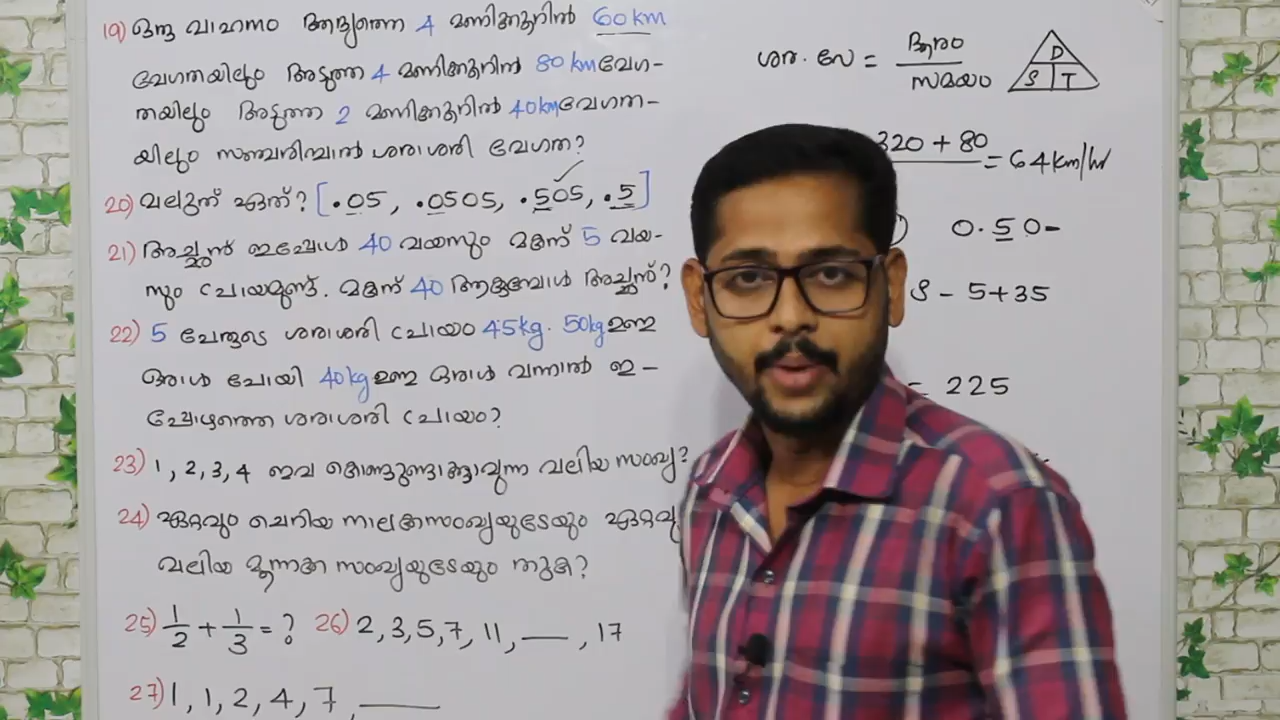 19) ഒരു വാഹനം ആദ്യത്തെ 4 മണിക്കൂറിൽ 60 km
വേഗതയിലും അടുത്ത 4 മണിക്കൂറിൽ 80 km വേഗ-
തയിലും അടുത്ത 2 മണിക്കൂറിൽ 40 km വേഗത-
യിലും സഞ്ചരിച്ചാൽ ശരാശരി വേഗത?
20) വലുത് ഏത്? [.05, .0505, .505, .5]
21) അച്ഛന് ഇപ്പോൾ 40 വയസും മകന് 5 വയ-
സും പ്രായമുണ്ട്. മകന് 40 ആകുമ്പോൾ അച്ഛന്?
22) 5 പേരുടെ ശരാശരി പ്രായം 45kg. 50kg ഉള്ള
ഒരാൾ പോയി 40kg ഉള്ള ഒരാൾ വന്നാൽ ഇ-
പ്പോഴത്തെ ശരാശരി പ്രായം?
23) 1, 2, 3, 4 ഇവ കൊണ്ടുണ്ടാക്കാവുന്ന വലിയ സംഖ്യ?
24) ഏറ്റവും ചെറിയ നാലക്കസംഖ്യയുടേയും ഏറ്റവു
വലിയ മൂന്നക്ക സംഖ്യയുടേയും തുക?
25) 1/2 + 1/3 = ? 26) 2, 3, 5, 7, 11, ___, 17
27) 1, 1, 2, 4, 7, ____
ശരാ. വേ = ദൂരം / സമയം
D
S T
320 + 80
= 64 km/hr
) 0.50-
- 5+35
= 225